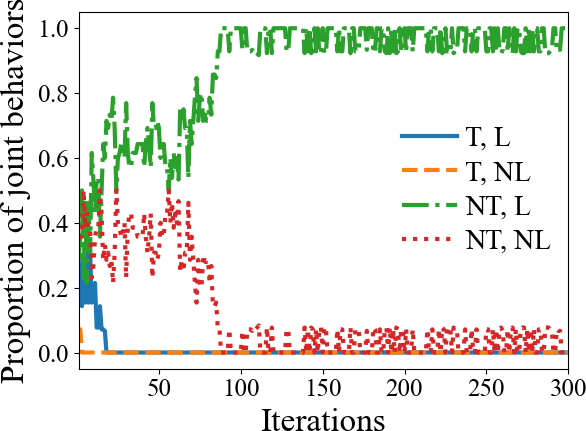 Proportion of joint behaviors
1.0
0.8
0.6
0.4
0.2
0.0
T, L
T, NL
NT, L
NT, NL
50
100
150
200
250
300
Iterations